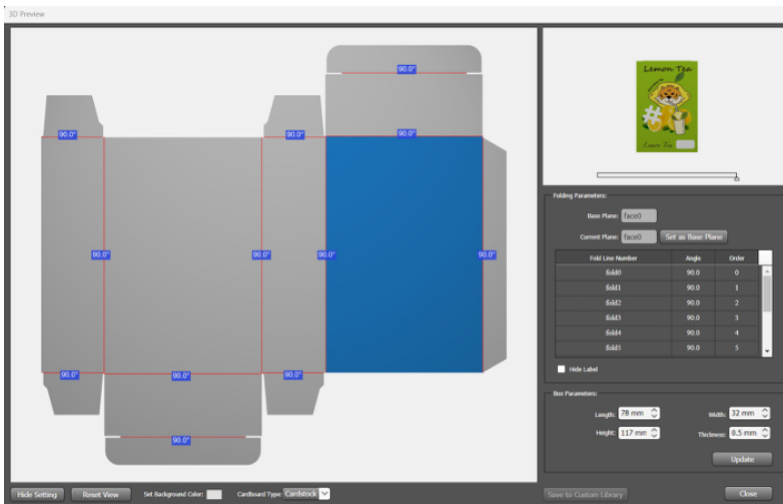 3D Preview
90.0°
90.0°
90.0°
90.0°
90.0°
90.0°
90.0°
90.0°
90.0°
90.0°
90.0°
90.0°
Lemon Tea
#
Lemon Tea
Folding Parameters:
Base Plane: face0
Current Plane: face0 Set as Base Plane
Fold Line Number Angle Order
fold0 90.0 0
fold1 90.0 1
fold2 90.0 2
fold3 90.0 3
fold4 90.0 4
fold5 90.0 5
Hide Label
Box Parameters:
Length: 78 mm Width: 32 mm
Height: 117 mm Thickness: 0.5 mm
Update
Hide Setting Reset View Set Background Color: Cardboard Type: Cardstock Save to Custom Library Close